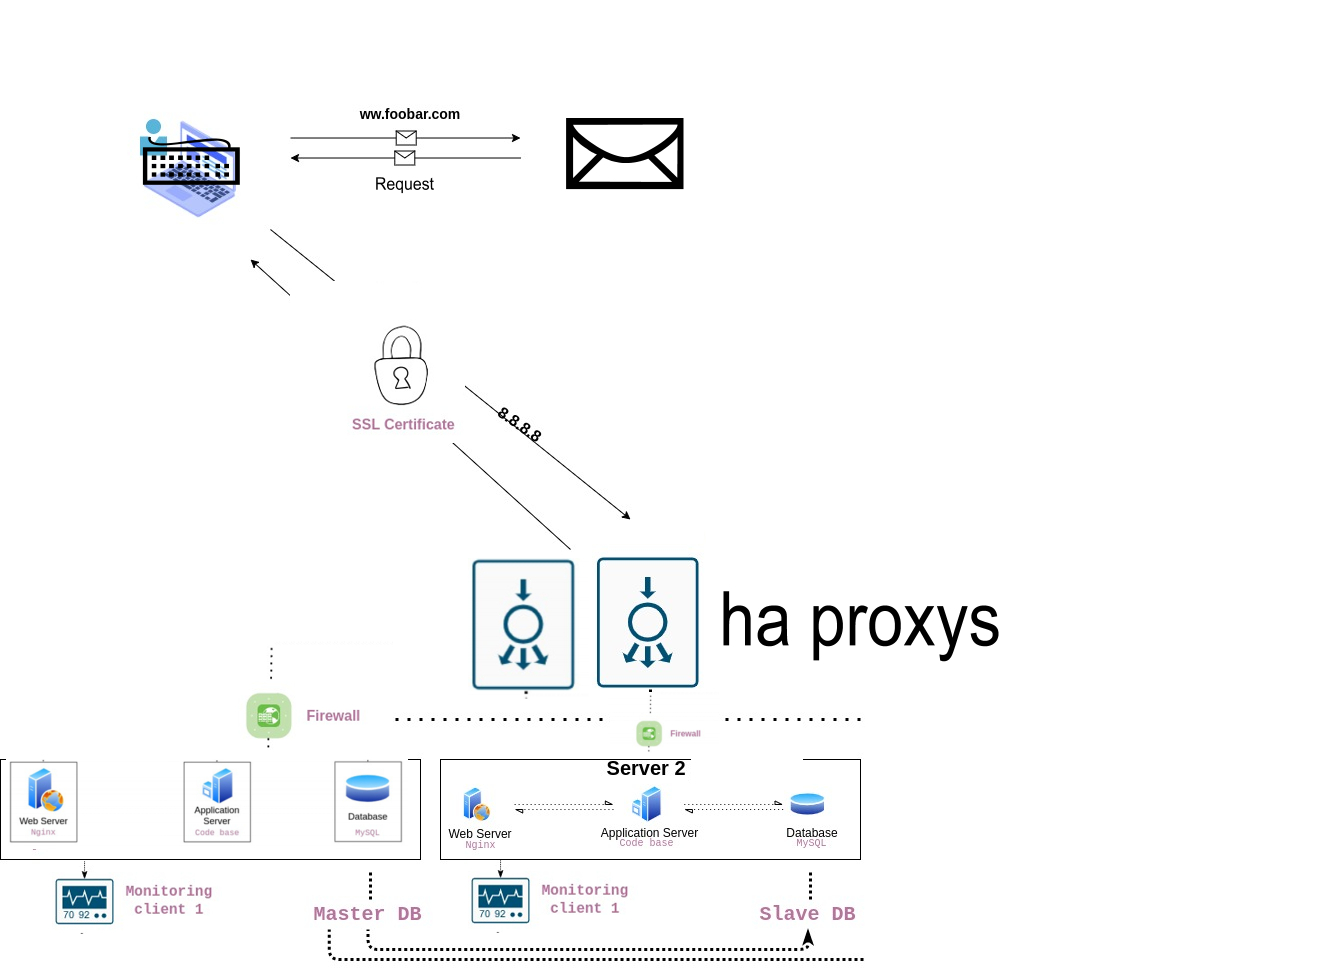 ww.foobar.com
Request
SSL Certificate
8.8.8.8
ha proxys
Firewall
Firewall
Server 2
Web Server
Nginx
Application
Server
Code base
Database
MySQL
Web Server
Nginx
Application Server
Code base
Database
MySQL
70 92
Monitoring
client 1
Master DB
70 92
Monitoring
client 1
Slave DB